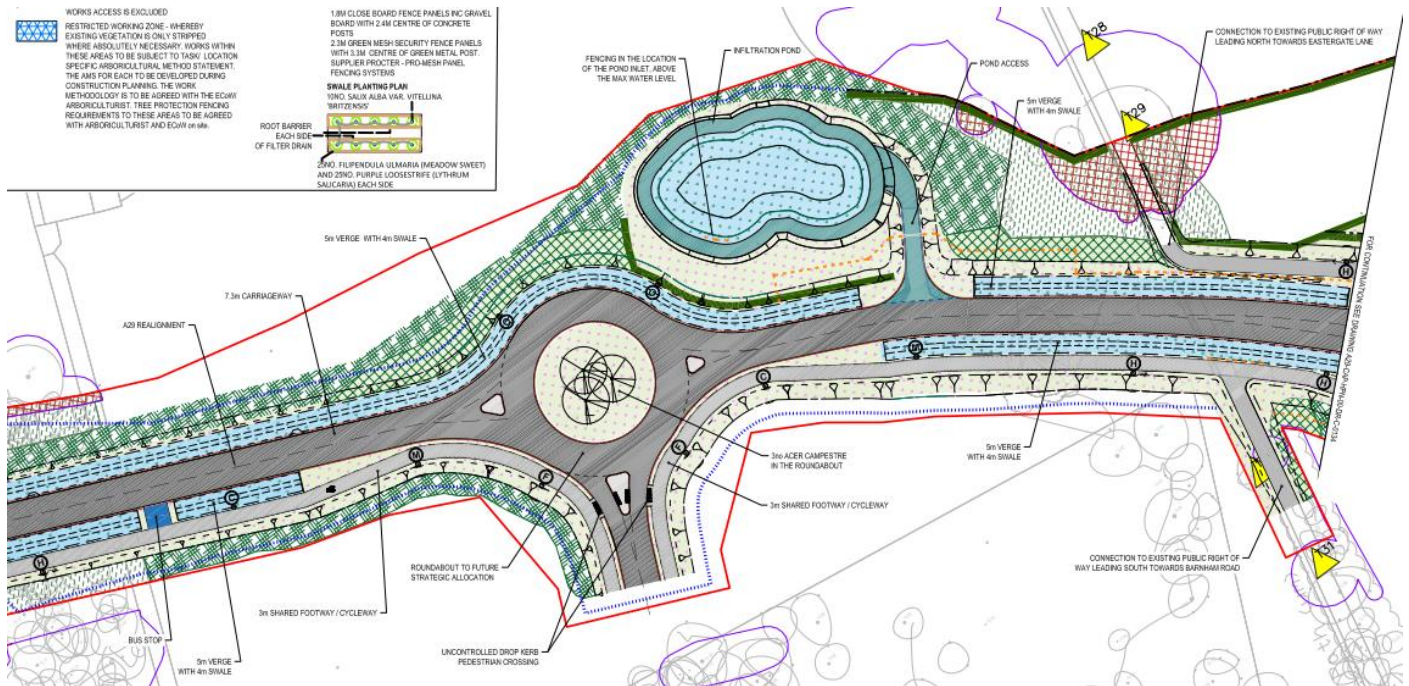 WORKS ACCESS IS EXCLUDED
RESTRICTED WORKING ZONE - WHEREBY
EXISTING VEGETATION IS ONLY STRIPPED
WHERE ABSOLUTELY NECESSARY. WORKS WITHIN
THESE AREAS TO BE SUBJECT TO TASK/ LOCATION
SPECIFIC ARBORICULTURAL METHOD STATEMENT.
THE AMS FOR EACH TO BE DEVELOPED DURING
CONSTRUCTION PLANNING. THE WORK
METHODOLOGY IS TO BE AGREED WITH THE ECoW/
ARBORICULTURIST. TREE PROTECTION FENCING
REQUIREMENTS TO THESE AREAS TO BE AGREED
WITH ARBORICULTURIST AND ECoW on site.
1.8M CLOSE BOARD FENCE PANELS INC GRAVEL
BOARD WITH 2.4M CENTRE OF CONCRETE
POSTS
2.3M GREEN MESH SECURITY FENCE PANELS
WITH 3.3M CENTRE OF GREEN METAL POST.
SUPPLIER PROCTER - PRO-MESH PANEL
FENCING SYSTEMS
SWALE PLANTING PLAN
10NO. SALIX ALBA VAR. VITELLINA
'BRITZENSIS'
ROOT BARRIER
EACH SIDE
OF FILTER DRAIN
25NO. FILIPENDULA ULMARIA (MEADOW SWEET)
AND 25NO. PURPLE LOOSESTRIFE (LYTHRUM
SALICARIA) EACH SIDE
INFILTRATION POND
FENCING IN THE LOCATION
OF THE POND INLET, ABOVE
THE MAX WATER LEVEL
POND ACCESS
5m VERGE
WITH 4m SWALE
T28
T29
CONNECTION TO EXISTING PUBLIC RIGHT OF WAY
LEADING NORTH TOWARDS EASTERGATE LANE
5m VERGE WITH 4m SWALE
7.3m CARRIAGEWAY
A29 REALIGNMENT
H
FOR CONTINUATION SEE DRAWING A29-CAP-HPN-00-DR-C-0134
G
G
G
C
H
H
M
F
F
G
H
3no ACER CAMPESTRE
IN THE ROUNDABOUT
5m VERGE
WITH 4m SWALE
3m SHARED FOOTWAY / CYCLEWAY
ROUNDABOUT TO FUTURE
STRATEGIC ALLOCATION
CONNECTION TO EXISTING PUBLIC RIGHT OF
WAY LEADING SOUTH TOWARDS BARNHAM ROAD
T31
3m SHARED FOOTWAY / CYCLEWAY
BUS STOP
UNCONTROLLED DROP KERB
PEDESTRIAN CROSSING
5m VERGE
WITH 4m SWALE